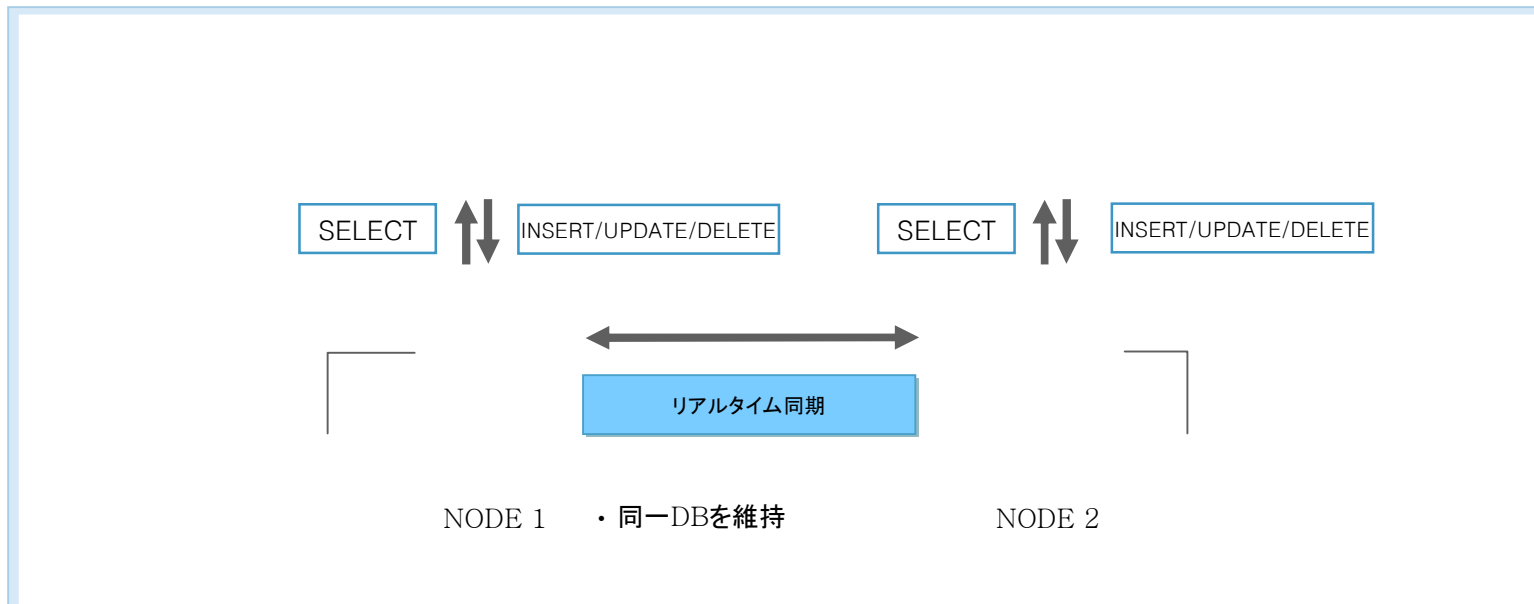 SELECT
INSERT/UPDATE/DELETE
SELECT
INSERT/UPDATE/DELETE
リアルタイム同期
NODE 1
・同一DBを維持
NODE 2